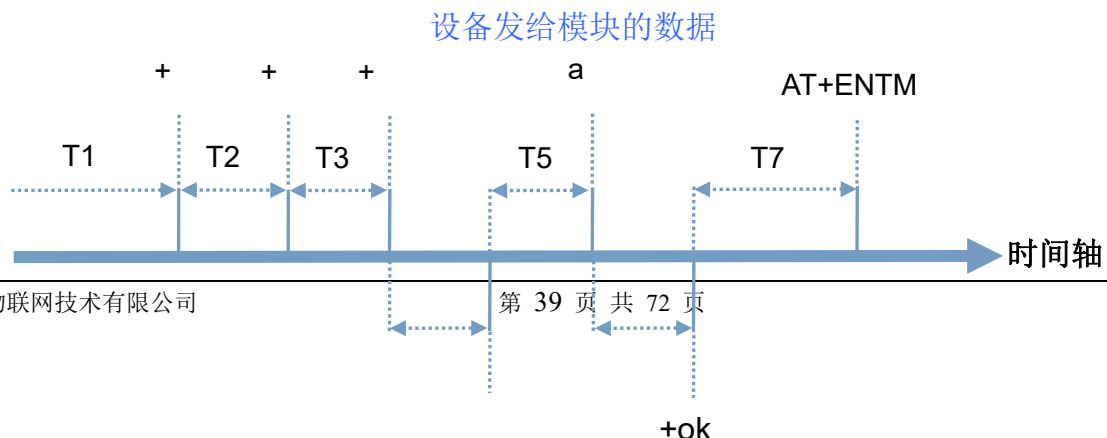 设备发给模块的数据
+ + + a
AT+ENTM
T1 T2 T3 T5 T7
时间轴
联网技术有限公司 第 39 页 共 72 页
+ok